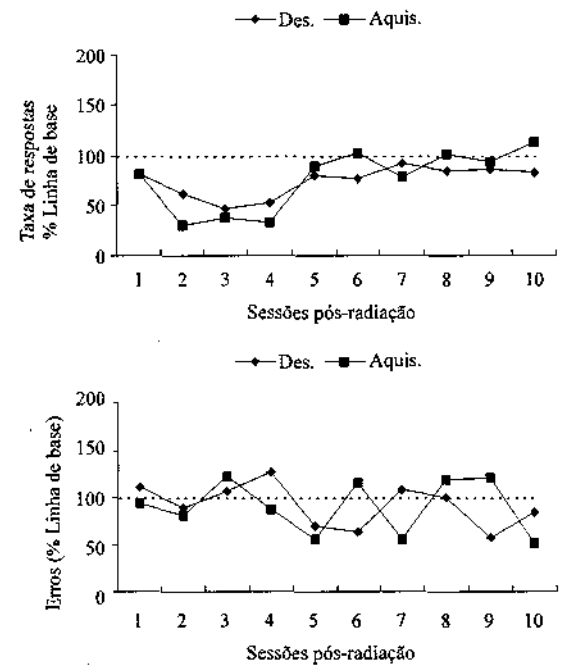 Des. Aquis.
200
150
100
50
0
Taxa de respostas
% Linha de base
1 2 3 4 5 6 7 8 9 10
Sessões pós-radiação
Des. Aquis.
200
150
100
50
0
Erros (% Linha de base)
1 2 3 4 5 6 7 8 9 10
Sessões pós-radiação